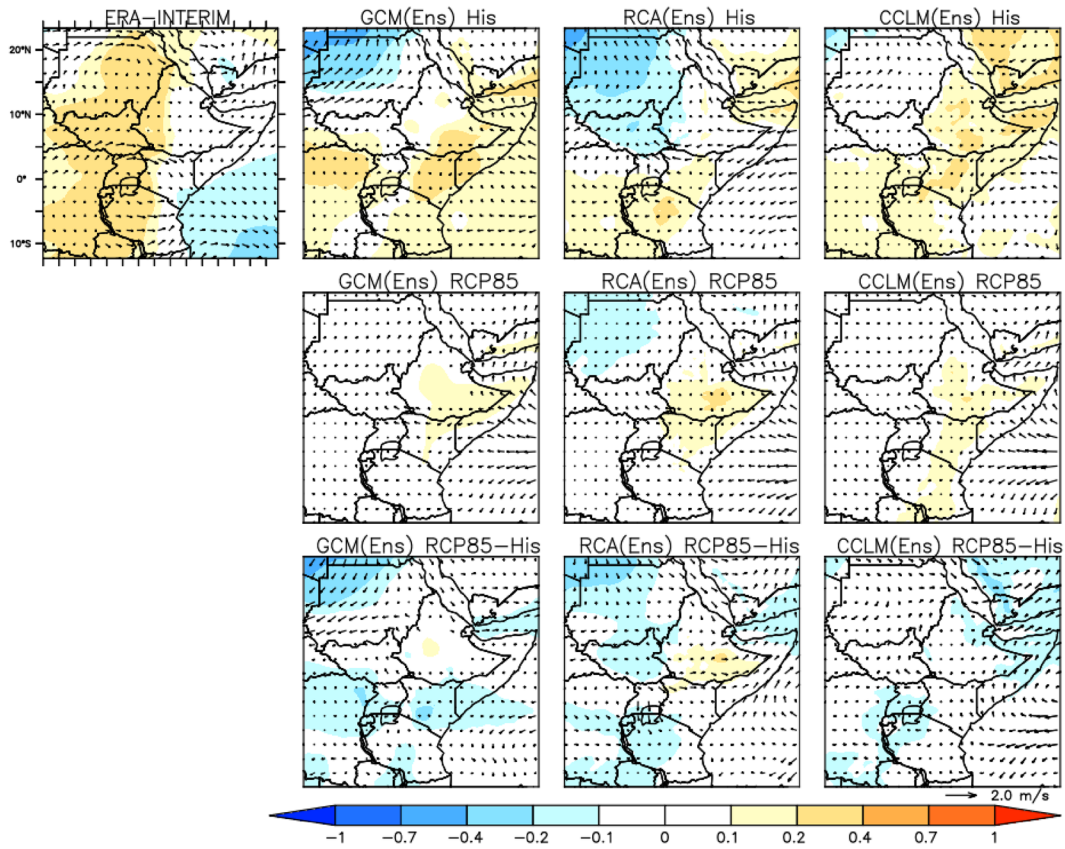 ERA-INTERIM GCM(Ens) His RCA(Ens) His CCLM(Ens) His
20°N
10°N
0°
10°S
GCM(Ens) RCP85 RCA(Ens) RCP85 CCLM(Ens) RCP85
GCM(Ens) RCP85-His RCA(Ens) RCP85-His CCLM(Ens) RCP85-His
2.0 m/s
-1 -0.7 -0.4 -0.2 -0.1 0 0.1 0.2 0.4 0.7 1